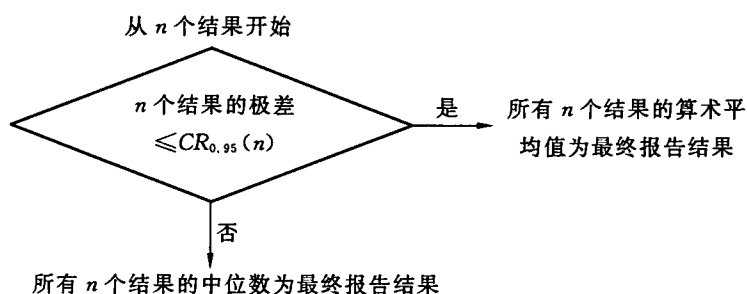 从 n 个结果开始
n 个结果的极差
≤CR₀.₉₅(n)
是
所有 n 个结果的算术平
均值为最终报告结果
否
所有 n 个结果的中位数为最终报告结果